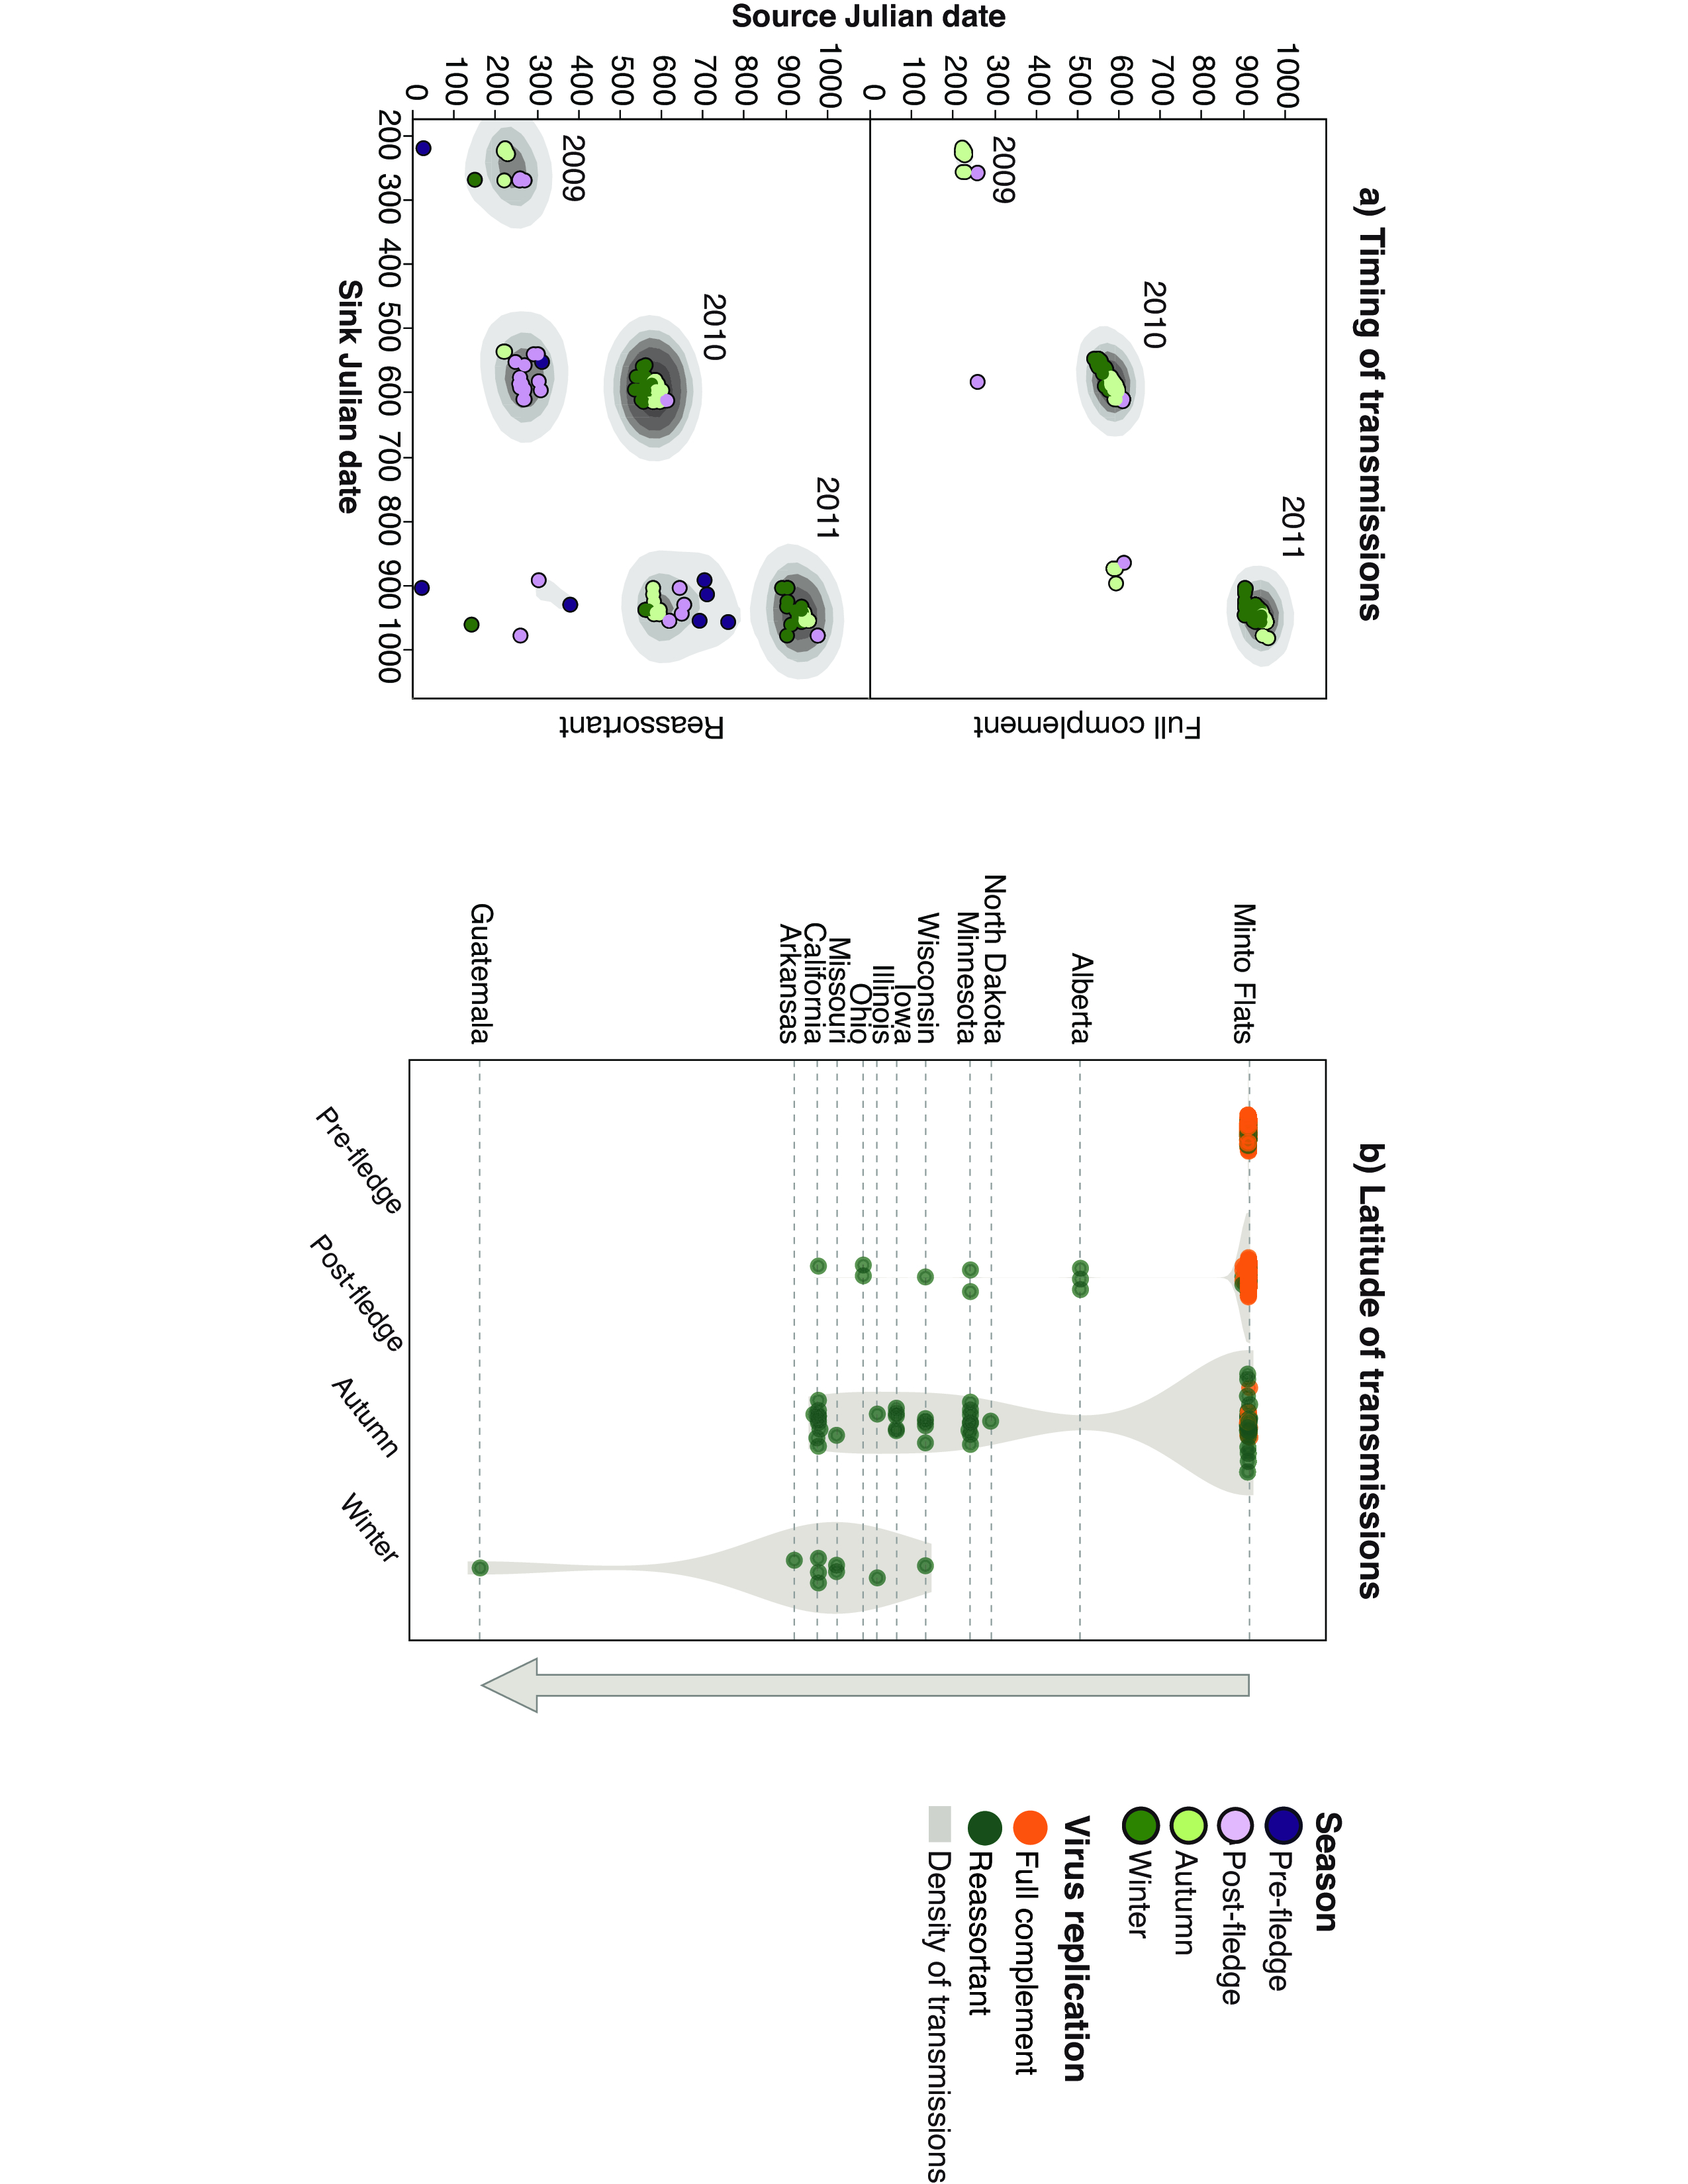 a) Timing of transmissions
Source Julian date
1000
900
800
700
600
500
400
300
200
100
0
2009
2010
2011
Full complement
1000
900
800
700
600
500
400
300
200
100
0
2009
2010
2011
Reassortant
200
300
400
500
600
700
800
900
1000
Sink Julian date
b) Latitude of transmissions
Minto Flats
Alberta
North Dakota
Minnesota
Wisconsin
Iowa
Illinois
Ohio
Missouri
California
Arkansas
Guatemala
Pre-fledge
Post-fledge
Autumn
Winter
Season
Pre-fledge
Post-fledge
Autumn
Winter
Virus replication
Full complement
Reassortant
Density of transmissions